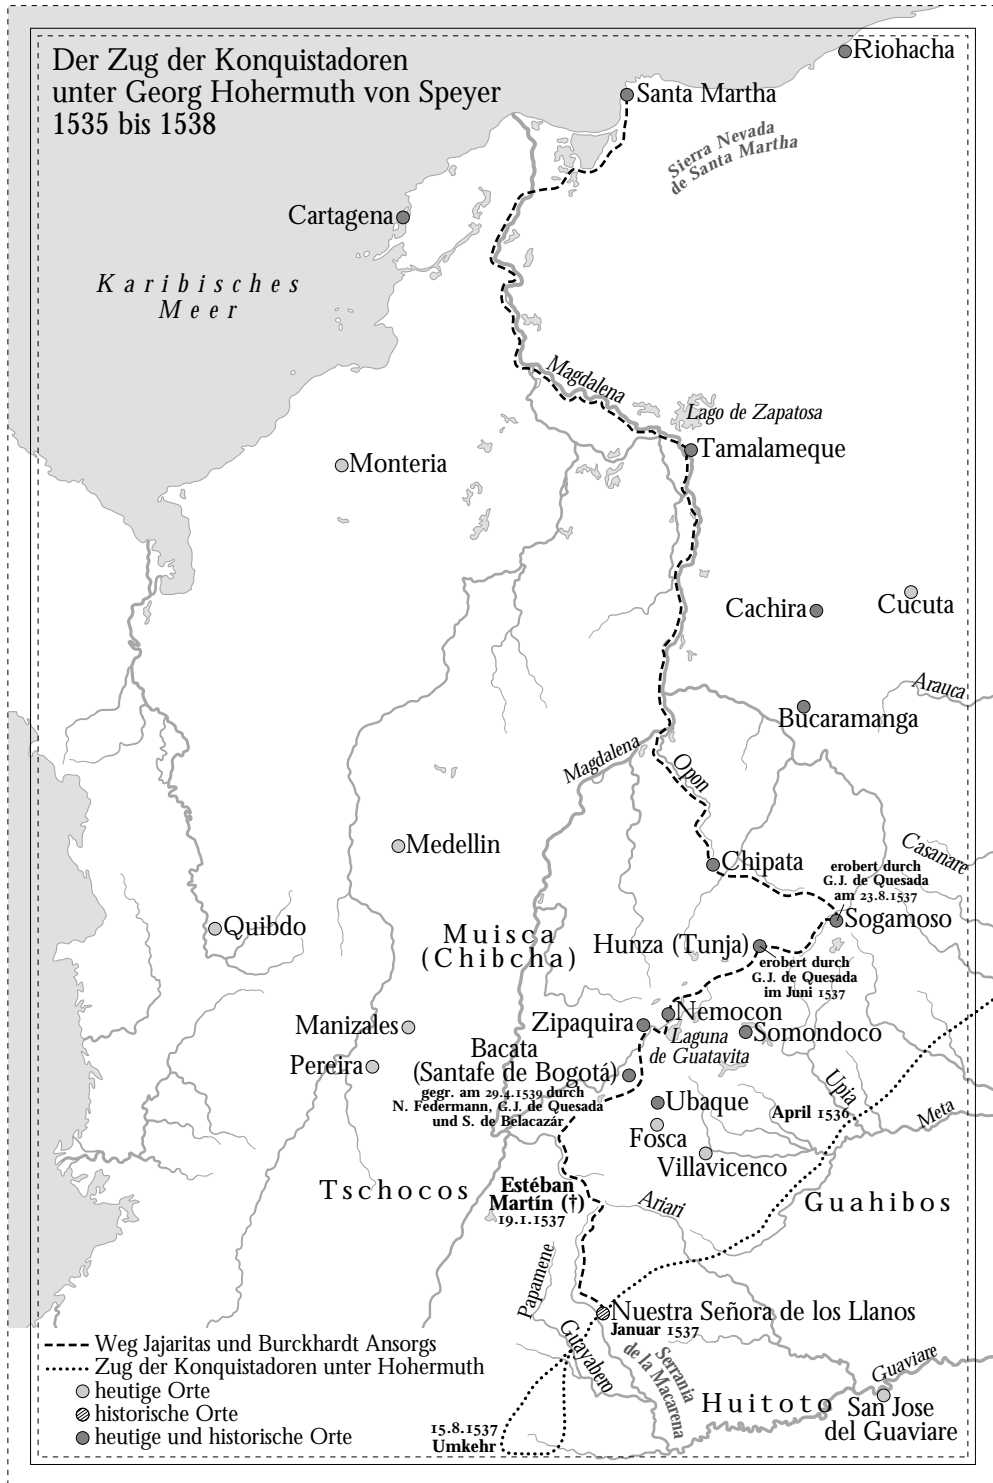 Der Zug der Konquistadoren
unter Georg Hohermuth von Speyer
1535 bis 1538
Riohacha
Santa Martha
Sierra Nevada
de Santa Martha
Cartagena
Karibisches
Meer
Magdalena
Lago de Zapatosa
Tamalameque
Monteria
Cachira
Cucuta
Arauca
Bucaramanga
Magdalena
Opon
Medellin
Chipata
Casanare
erobert durch
G.J. de Quesada
am 23.8.1537
Sogamoso
Quibdo
Muisca
(Chibcha)
Hunza (Tunja)
erobert durch
G.J. de Quesada
im Juni 1537
Nemocon
Zipaquira
Manizales
Somondoco
Laguna
de Guatavita
Bacata
(Santafe de Bogotá)
gegr. am 29.4.1539 durch
N. Federmann, G.J. de Quesada
und S. de Belacazár
Pereira
Upia
Ubaque
April 1536
Meta
Fosca
Villavicenco
Tschocos
Estéban
Martín (†)
19.1.1537
Ariari
Guahibos
Papamene
Nuestra Señora de los Llanos
Januar 1537
Guayabero
Serrania
de la Macarena
Guaviare
Huitoto
San Jose
del Guaviare
15.8.1537
Umkehr
Weg Jajaritas und Burckhardt Ansorgs
Zug der Konquistadoren unter Hohermuth
heutige Orte
historische Orte
heutige und historische Orte